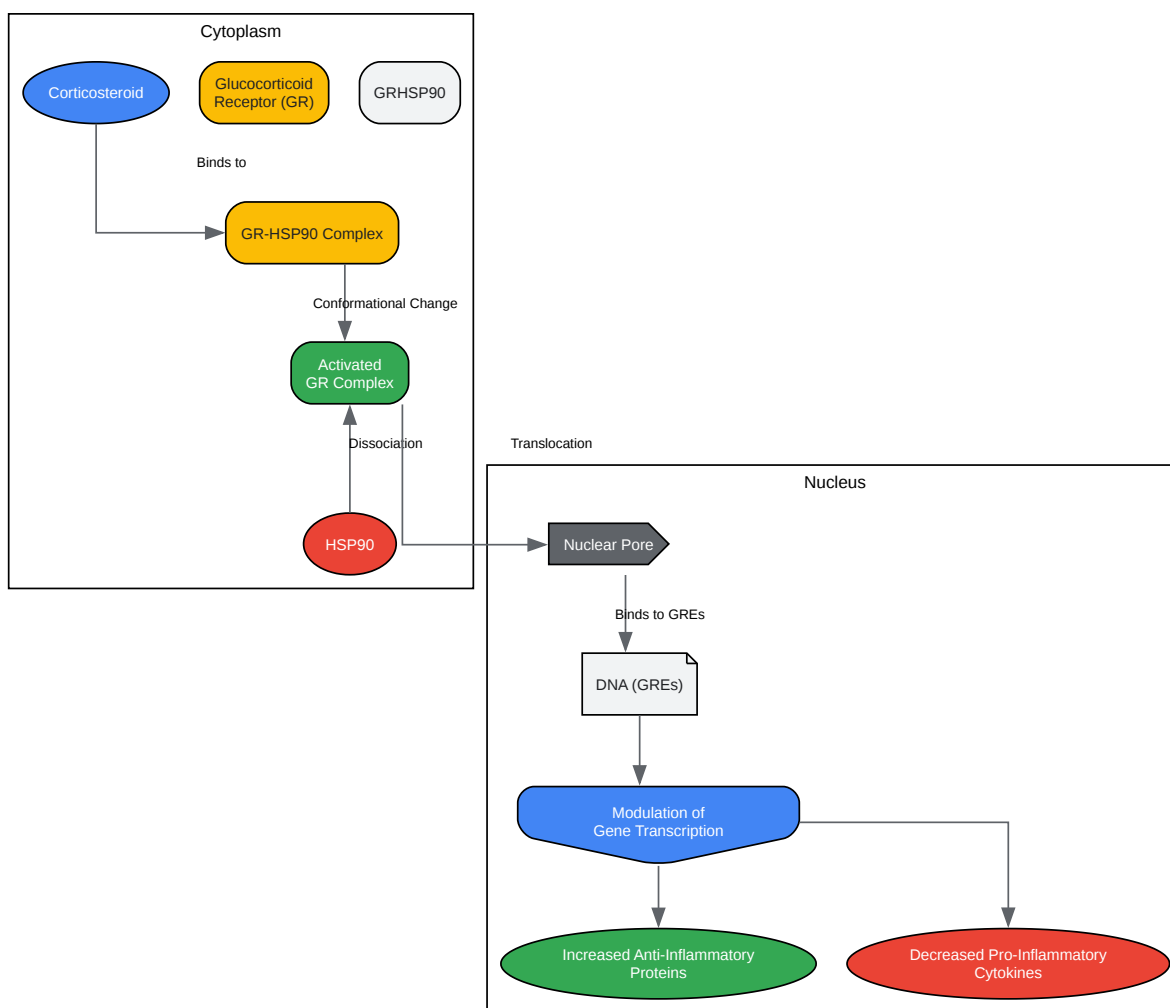 Cytoplasm
Corticosteroid
Glucocorticoid
Receptor (GR)
GRHSP90
Binds to
GR-HSP90 Complex
Conformational Change
Activated
GR Complex
Dissociation
Translocation
Nucleus
HSP90
Nuclear Pore
Binds to GREs
DNA (GREs)
Modulation of
Gene Transcription
Increased Anti-Inflammatory
Proteins
Decreased Pro-Inflammatory
Cytokines